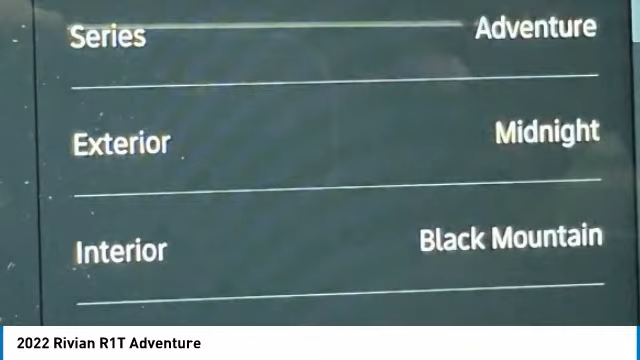 Series Adventure
Exterior Midnight
Interior Black Mountain
2022 Rivian R1T Adventure